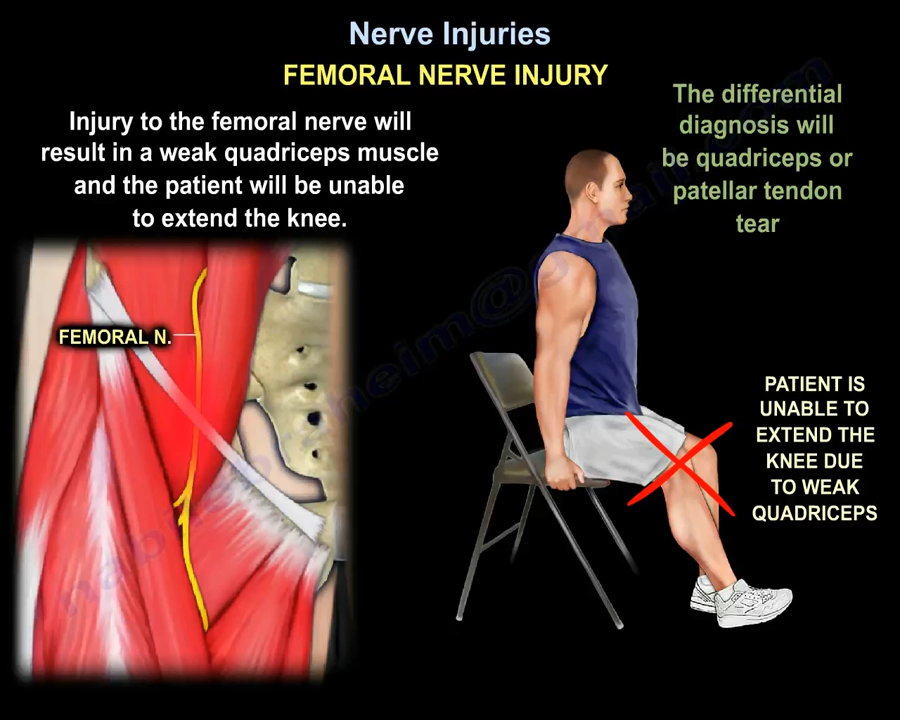 Nerve Injuries
FEMORAL NERVE INJURY
Injury to the femoral nerve will
result in a weak quadriceps muscle
and the patient will be unable
to extend the knee.
The differential
diagnosis will
be quadriceps or
patellar tendon
tear
FEMORAL N.
PATIENT IS
UNABLE TO
EXTEND THE
KNEE DUE
TO WEAK
QUADRICEPS